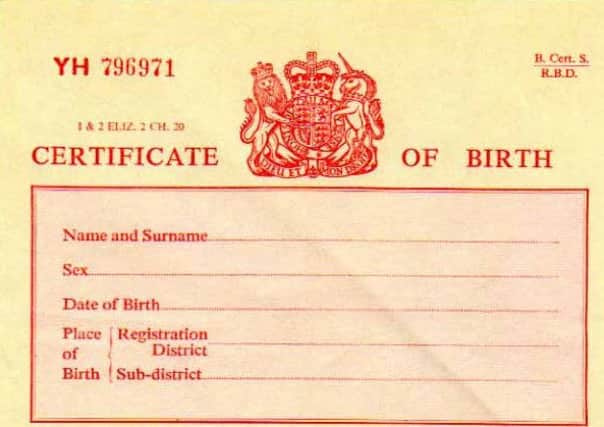 YH 796971
B. Cert. S.
R.B.D.
1 & 2 ELIZ. 2 CH. 20
CERTIFICATE OF BIRTH
Name and Surname
Sex
Date of Birth
Place of Birth
Registration District
Sub-district